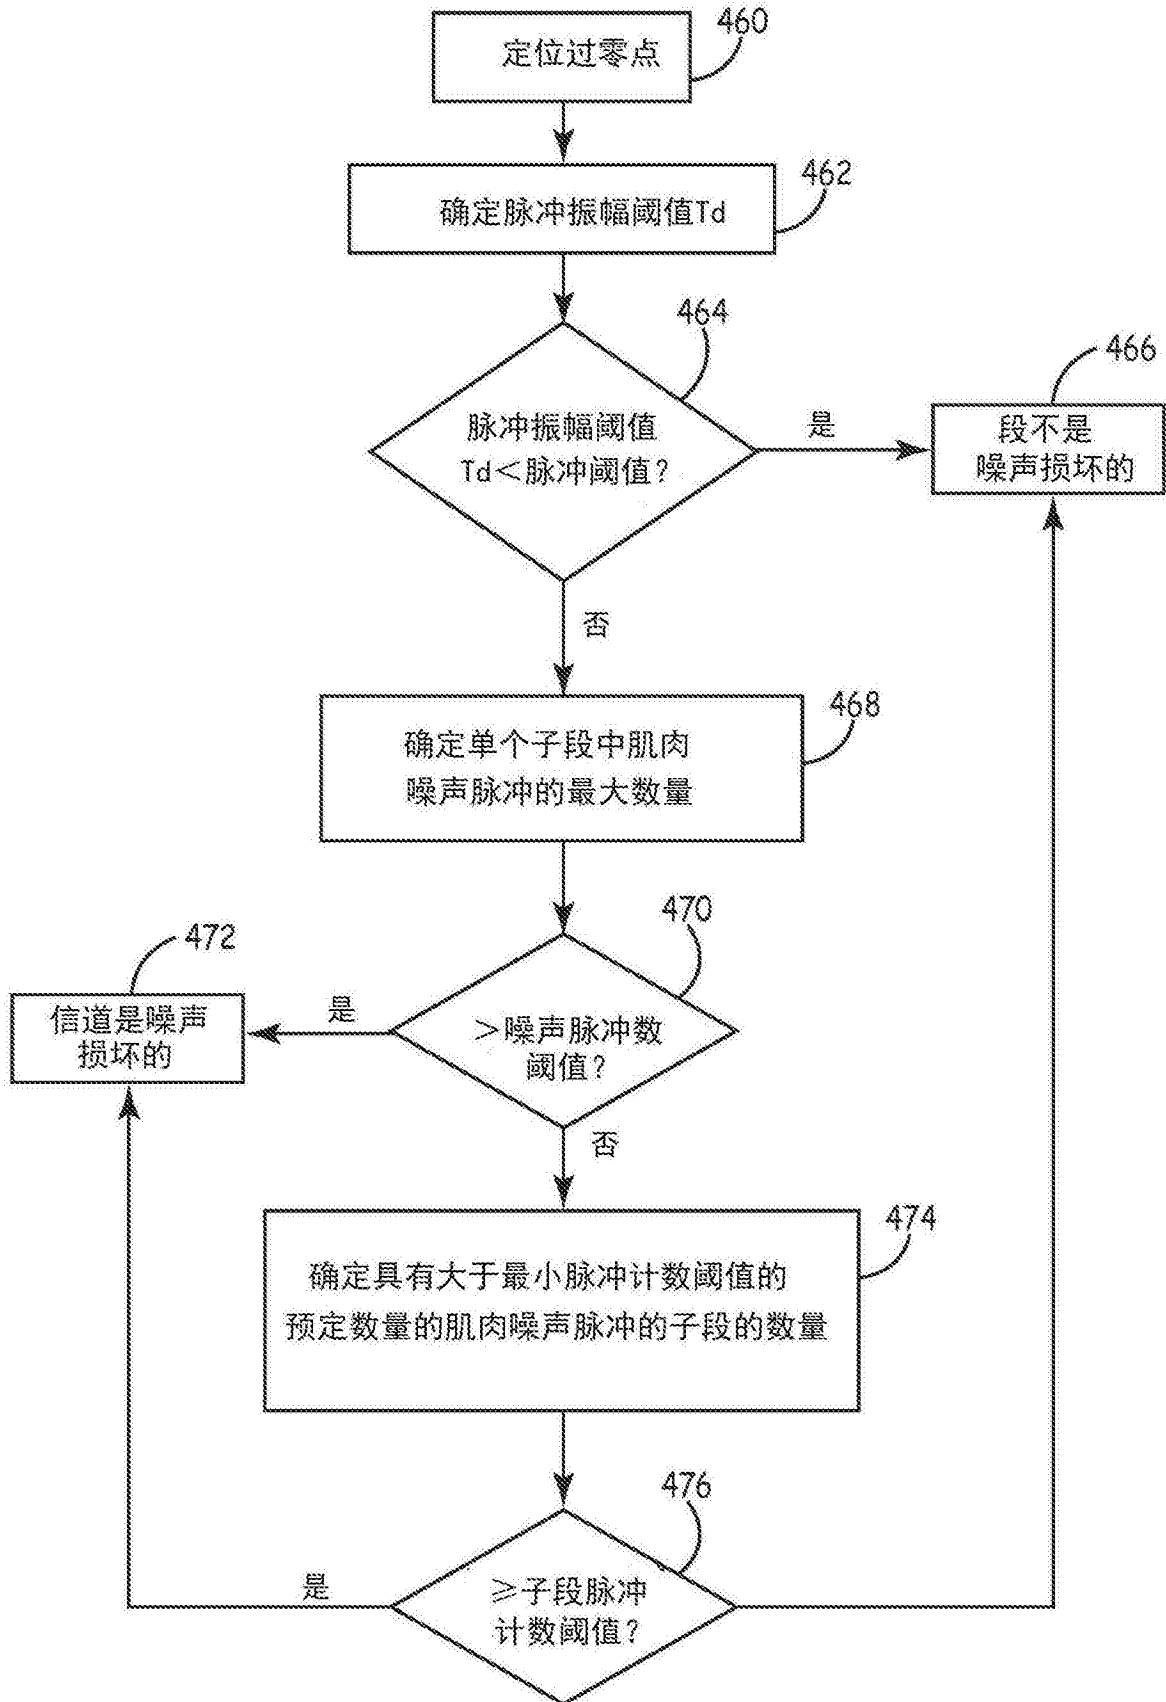 460
定位过零点
462
确定脉冲振幅阈值Td
464
脉冲振幅阈值
Td<脉冲阈值?
是
466
段不是
噪声损坏的
否
468
确定单个子段中肌肉
噪声脉冲的最大数量
470
>噪声脉冲数
阈值?
是
472
信道是噪声
损坏的
否
474
确定具有大于最小脉冲计数阈值的
预定数量的肌肉噪声脉冲的子段的数量
476
≥子段脉冲
计数阈值?
是